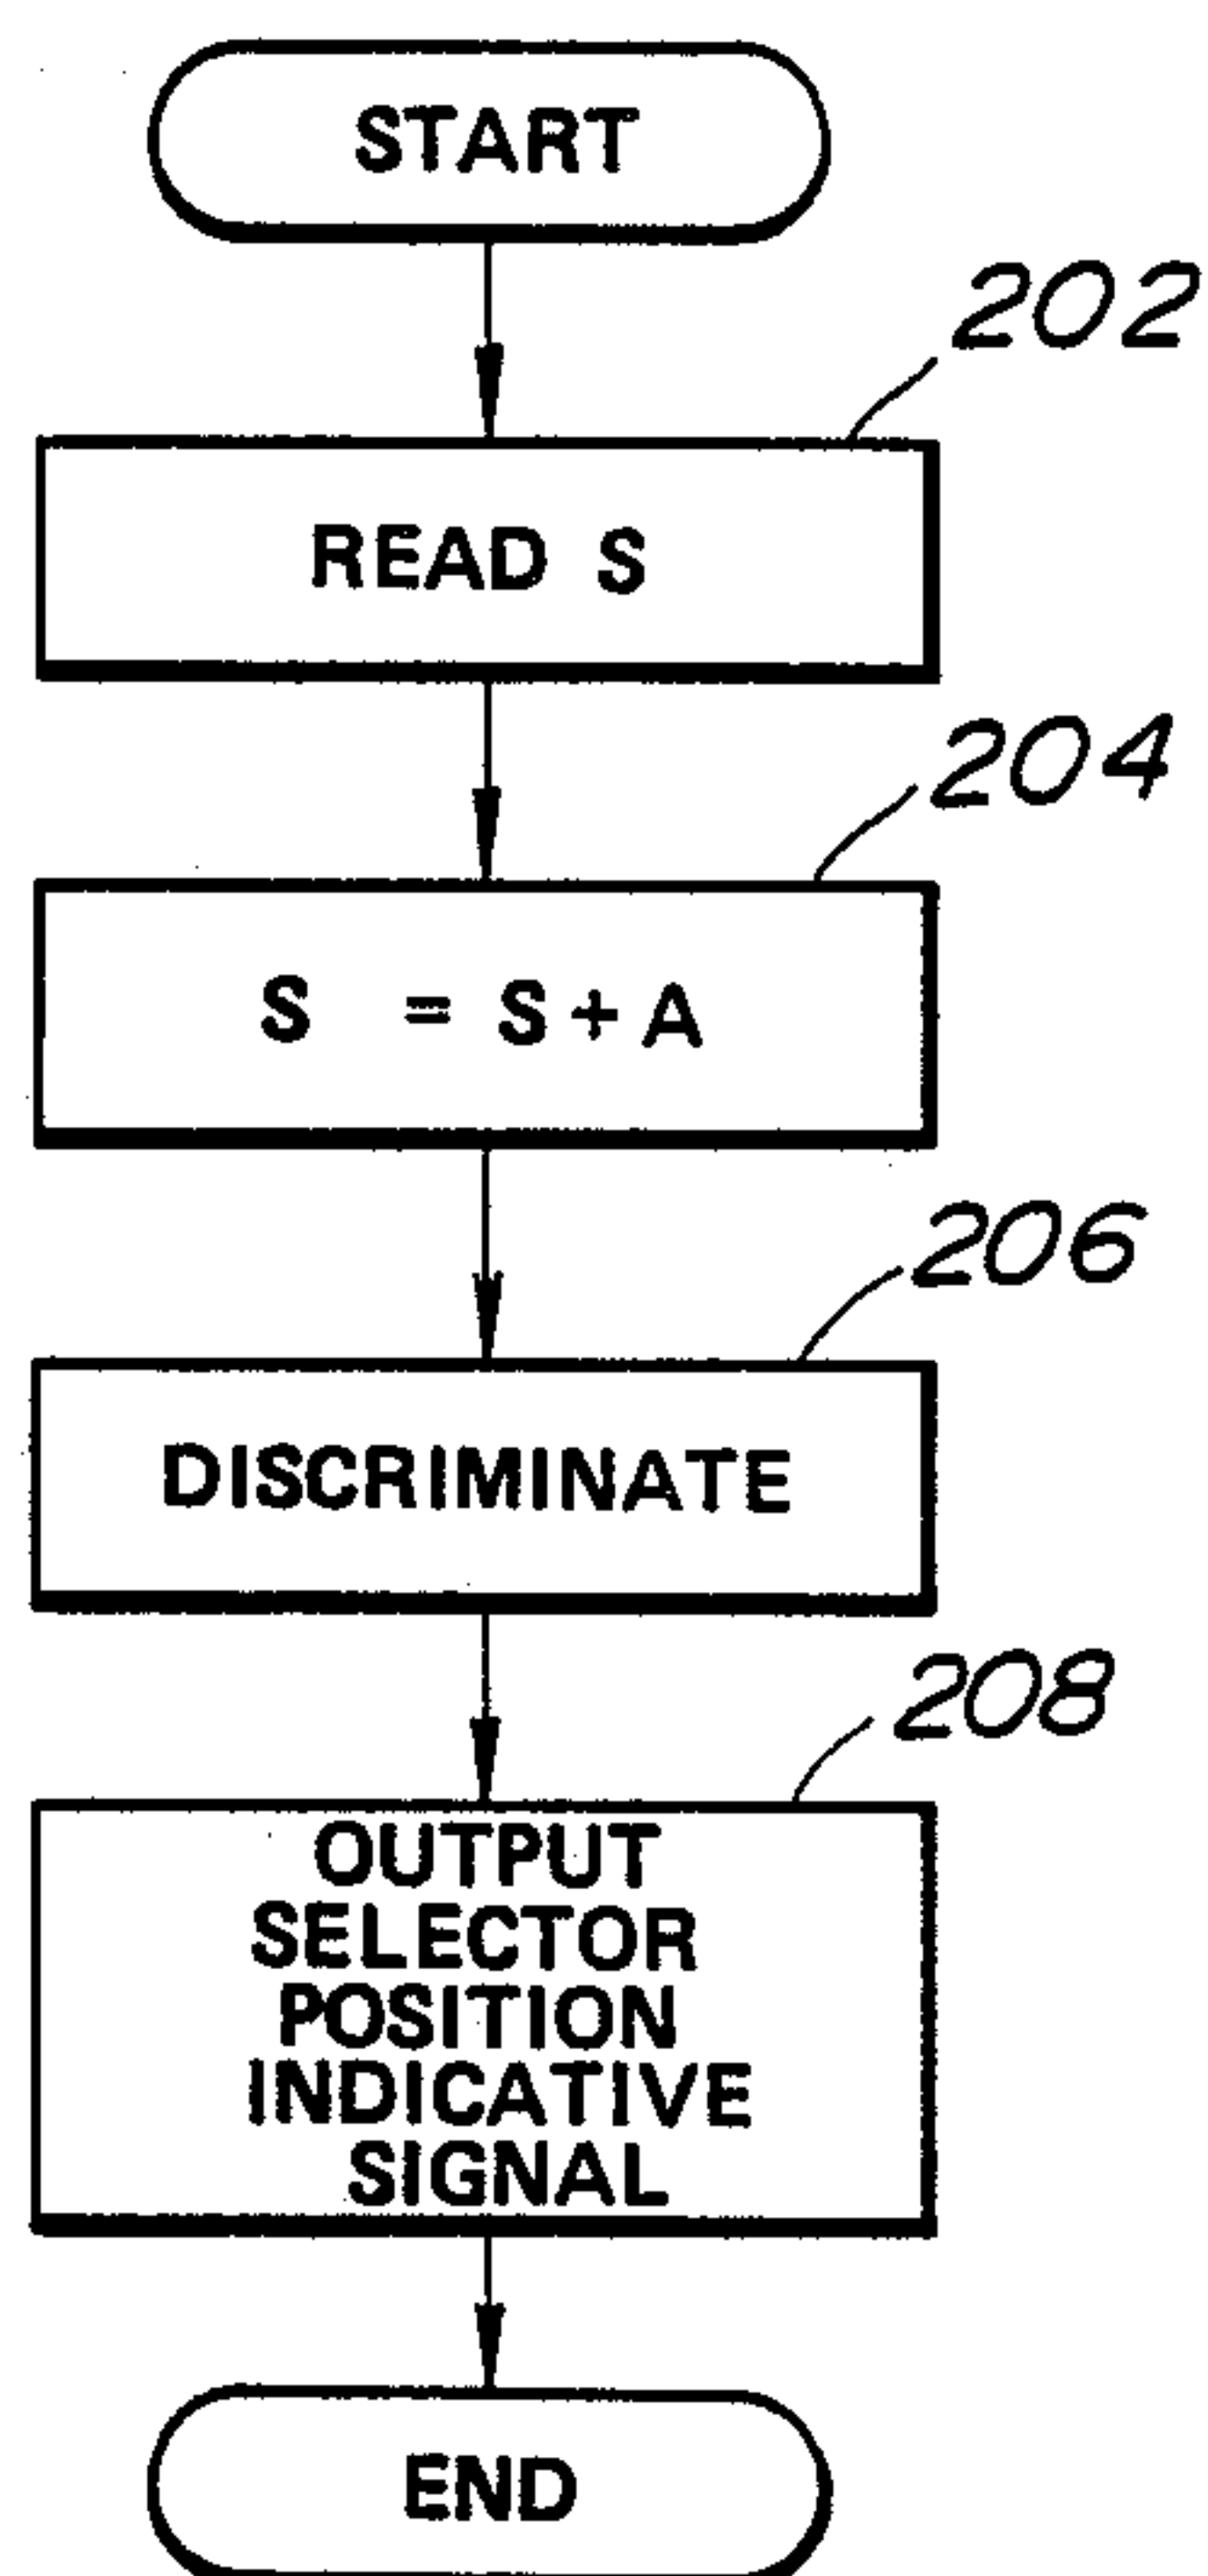 START
202
READ S
204
S = S + A
206
DISCRIMINATE
208
OUTPUT
SELECTOR
POSITION
INDICATIVE
SIGNAL
END